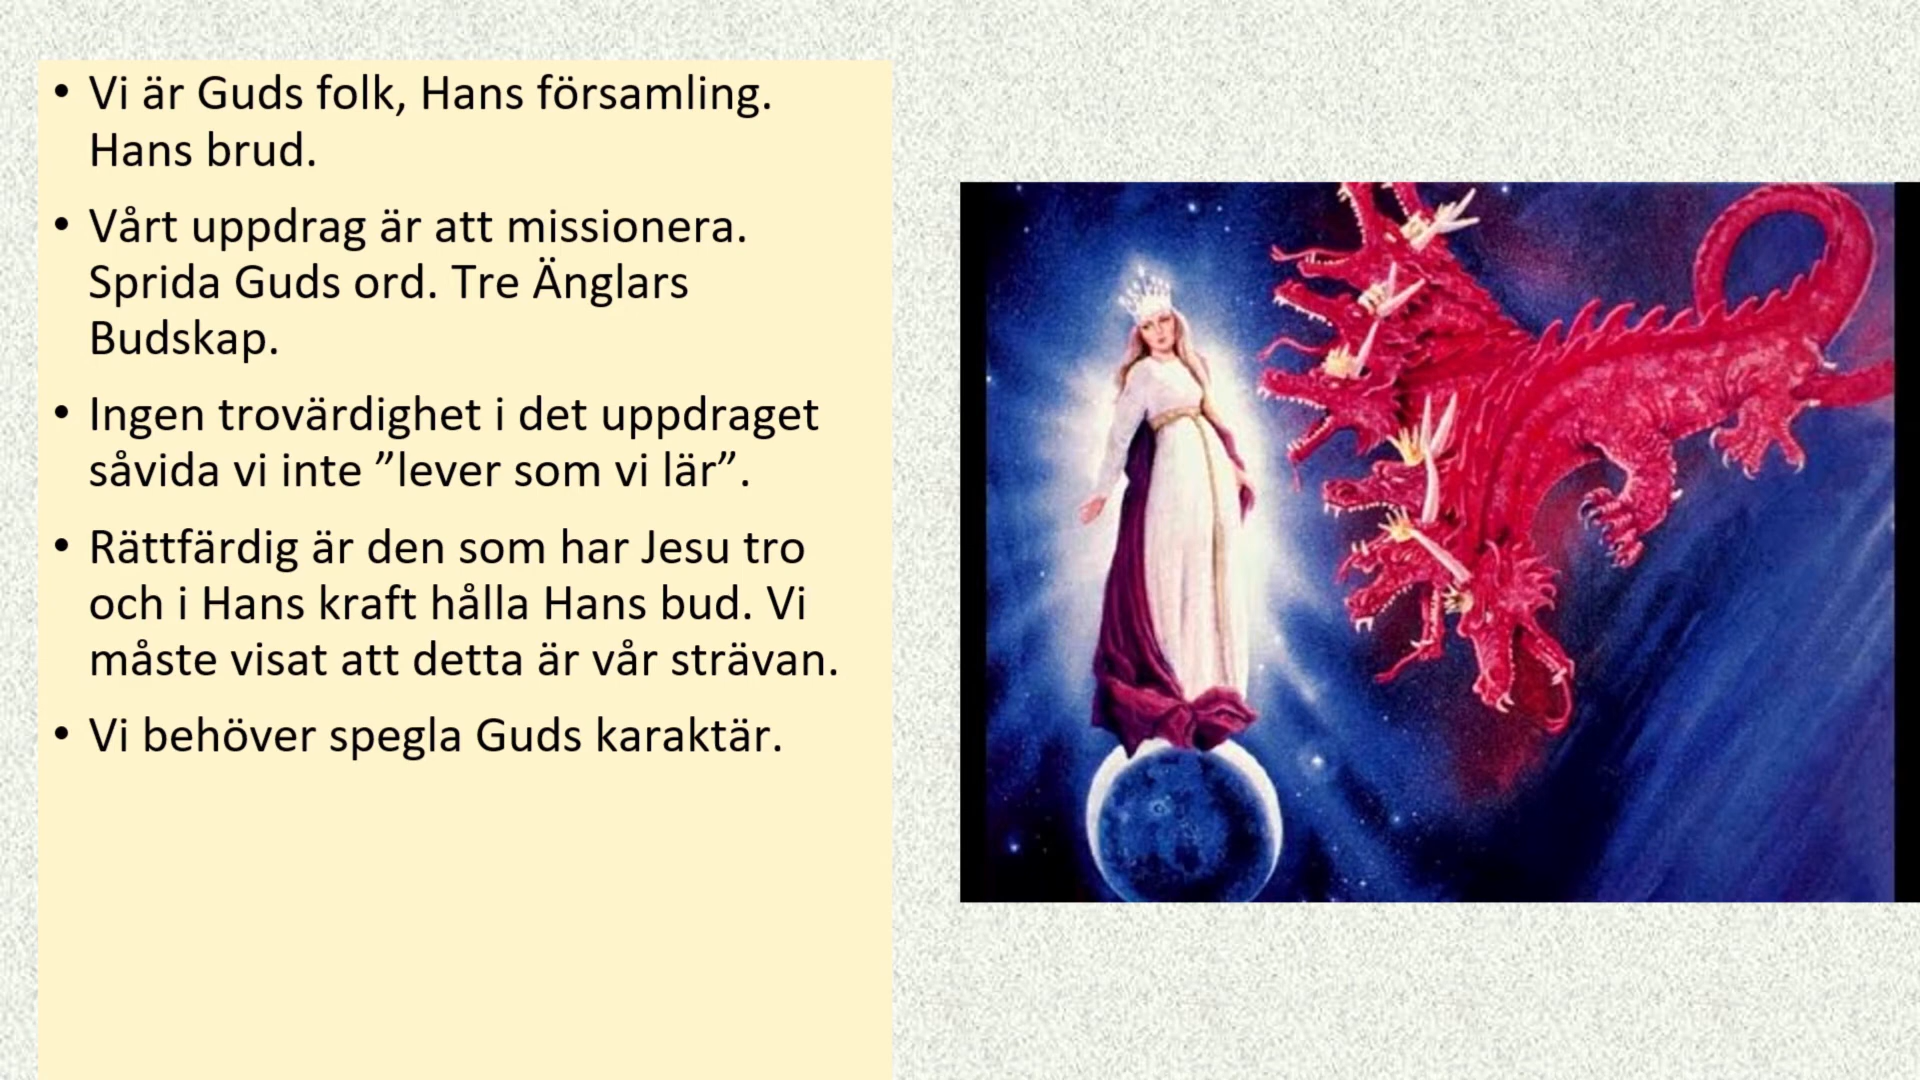 • Vi är Guds folk, Hans församling.
Hans brud.
• Vårt uppdrag är att missionera.
Sprida Guds ord. Tre Änglars
Budskap.
• Ingen trovärdighet i det uppdraget
såvida vi inte ”lever som vi lär”.
• Rättfärdig är den som har Jesu tro
och i Hans kraft hålla Hans bud. Vi
måste visat att detta är vår strävan.
• Vi behöver spegla Guds karaktär.